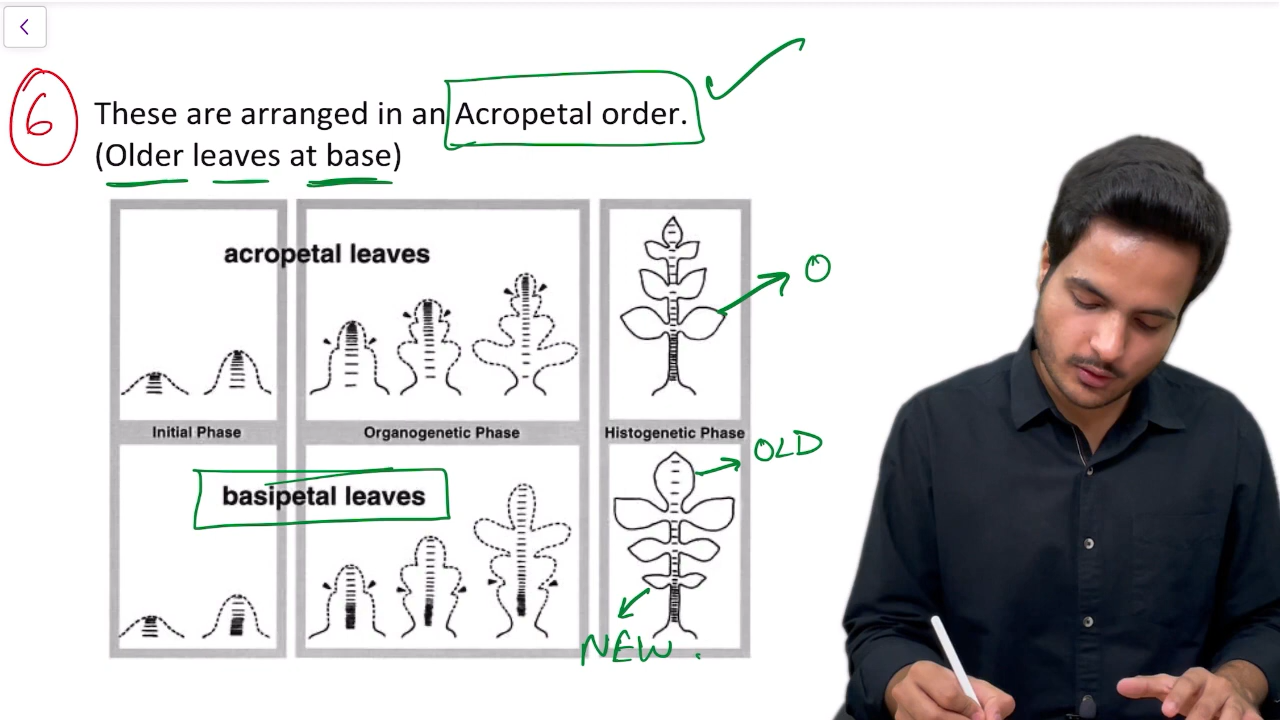 6
These are arranged in an Acropetal order.
(Older leaves at base)
acropetal leaves
O
Initial Phase
Organogenetic Phase
Histogenetic Phase
OLD
basipetal leaves
NEW.